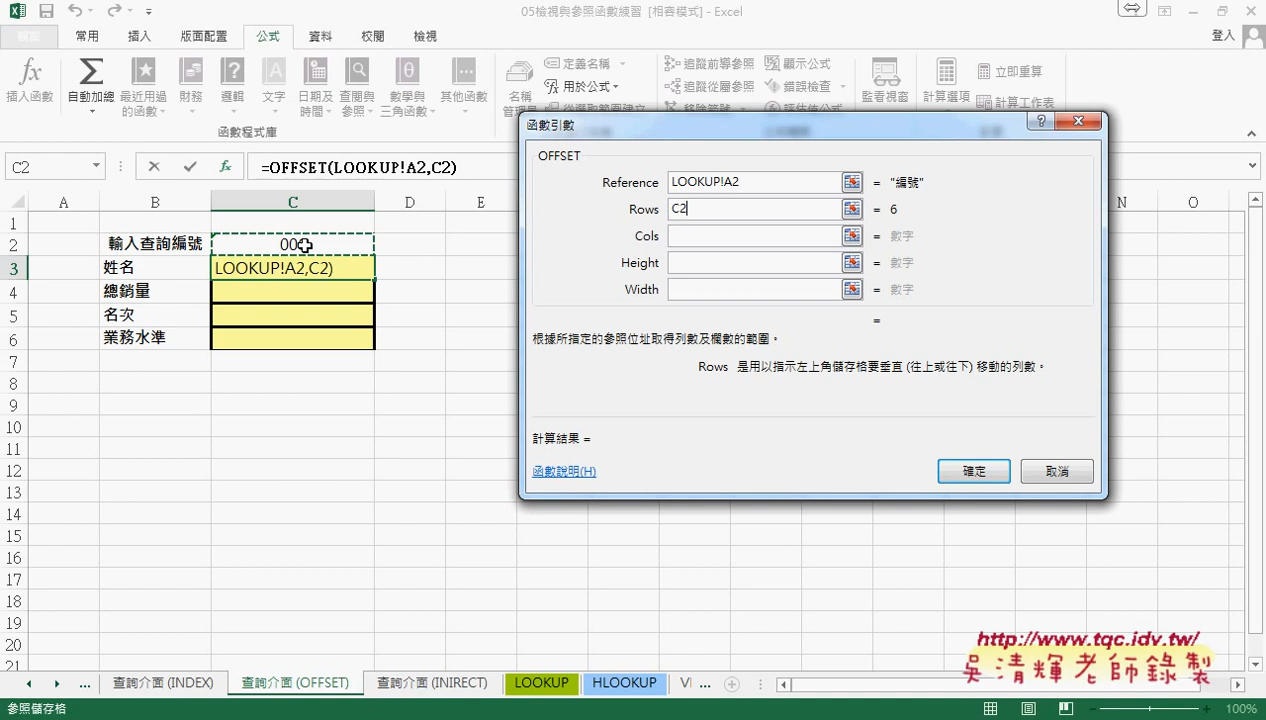 05檢視與參照函數練習 [相容模式] - Excel
常用 插入 版面配置 公式 資料 校閱 檢視 登入
插入函數 自動加總 最近用過的函數 財務 邏輯 文字 日期及時間 查閱與參照 數學與三角函數 其他函數
名稱 定義名稱 用於公式 追蹤前導參照 追蹤從屬參照 顯示公式 錯誤檢查 監看視窗 計算選項 立即重算 計算工作表
函數程式庫
C2 =OFFSET(LOOKUP!A2,C2)
A B C D E N O
1
2 輸入查詢編號 00
3 姓名 LOOKUP!A2,C2)
4 總銷量
5 名次
6 業務水準
7
8
9
10
11
12
13
14
15
16
17
18
19
20
21
函數引數
OFFSET
Reference LOOKUP!A2 = "編號"
Rows C2 = 6
Cols = 數字
Height = 數字
Width = 數字
=
根據所指定的參照位址取得列數及欄數的範圍。
Rows 是用以指示左上角儲存格要垂直 (往上或往下) 移動的列數。
計算結果 =
函數說明(H) 確定 取消
http://www.tqc.idv.tw/
吳清輝老師錄製
... 查詢介面 (INDEX) 查詢介面 (OFFSET) 查詢介面 (INIRECT) LOOKUP HLOOKUP ...
參照儲存格 100%